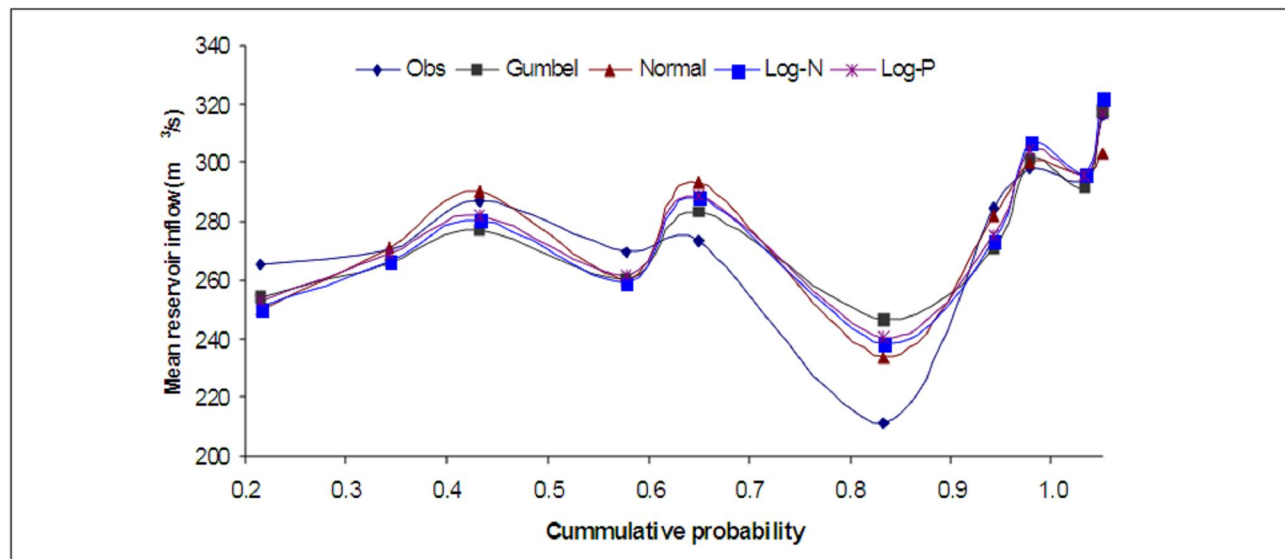 340
320
300
280
260
240
220
200
Mean reservoir inflow (m ³/s)
Obs Gumbel Normal Log-N Log-P
0.2 0.3 0.4 0.5 0.6 0.7 0.8 0.9 1.0
Cummulative probability